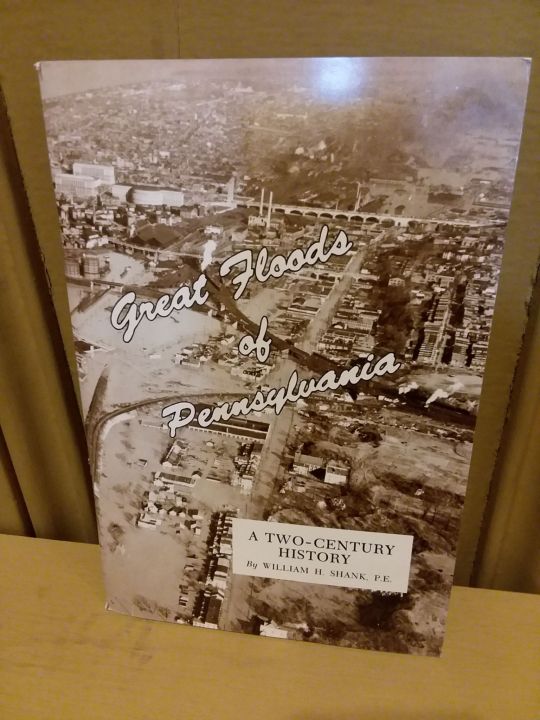 Great Floods
of
Pennsylvania
A TWO-CENTURY
HISTORY
By WILLIAM H. SHANK, P.E.